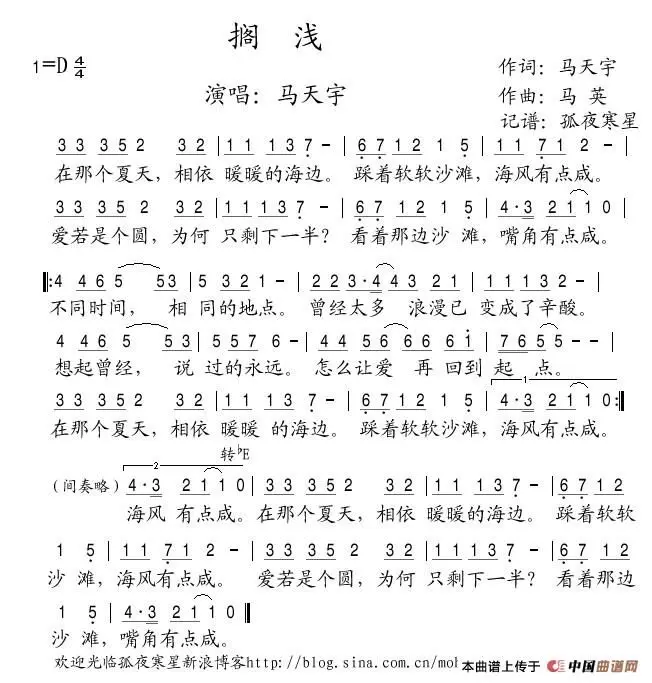 搁 浅
1=D 4/4
作词：马天宇
演唱：马天宇
作曲：马 英
记谱：孤夜寒星
3 3 3 5 2 3 2 | 1 1 1 3 7 - | 6 7 1 2 1 5 | 1 1 7 1 2 - |
在那个夏天，相依 暖暖的海边。踩着软软沙滩，海风有点咸。
3 3 3 5 2 3 2 | 1 1 1 3 7 - | 6 7 1 2 1 5 | 4·3 2 1 1 0 |
爱若是个圆，为何 只剩下一半？看着那边沙 滩，嘴角有点咸。
‖: 4 4 6 5 5 3 | 5 3 2 1 - | 2 2 3·4 4 3 2 1 | 1 1 1 3 2 - |
不同时间， 相 同的地点。曾经太多 浪漫已 变成了辛酸。
4 4 6 5 5 3 | 5 5 7 6 - | 4 4 5 6 6 6 6 1 | 7 6 5 5 - - |
想起曾经， 说 过的永远。怎么让爱 再 回到 起 点。
1
3 3 3 5 2 3 2 | 1 1 1 3 7 - | 6 7 1 2 1 5 | 4·3 2 1 1 0 :‖
在那个夏天，相依 暖暖 的海边。踩着软软沙滩，海风有点咸。
转♭E
2
（间奏略） 4·3 2 1 1 0 | 3 3 3 5 2 3 2 | 1 1 1 3 7 - | 6 7 1 2
海风 有点咸。在那个夏天，相依 暖暖的海边。 踩着软软
1 5 | 1 1 7 1 2 - | 3 3 3 5 2 3 2 | 1 1 1 3 7 - | 6 7 1 2
沙 滩，海风有点咸。 爱若是个圆，为何 只剩下一半？看着那边
1 5 | 4·3 2 1 1 0 ‖
沙 滩，嘴角有点咸。
欢迎光临孤夜寒星新浪博客http://blog.sina.com.cn/mo 本曲谱上传于 中国曲谱网